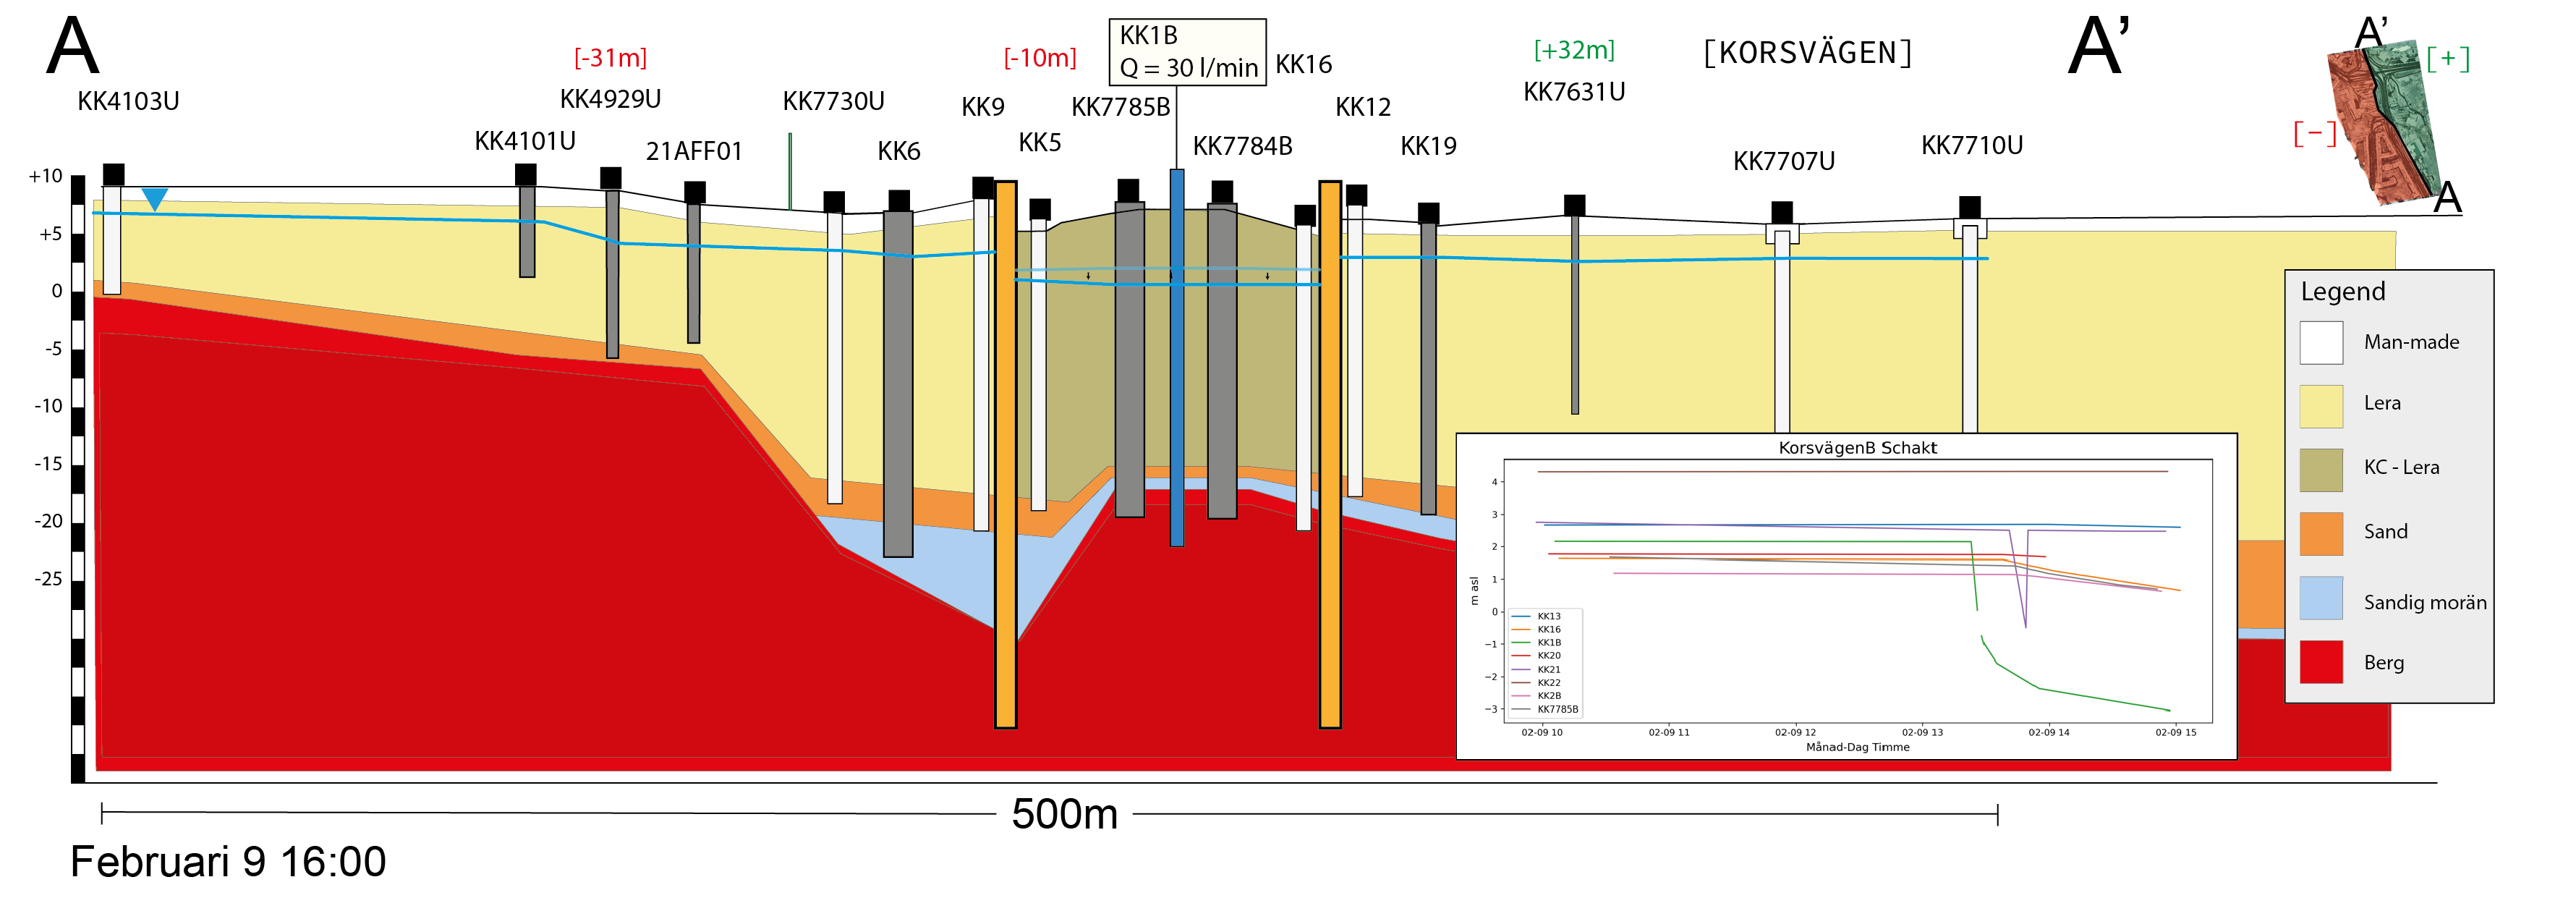 A
[-31m]
[-10m]
KK1B
Q = 30 l/min
KK16
[+32m]
[KORSVÄGEN]
A’
A’
[+]
[−]
A
KK4103U
KK4101U
KK4929U
21AFF01
KK7730U
KK6
KK9
KK5
KK7785B
KK7784B
KK12
KK19
KK7631U
KK7707U
KK7710U
+10
+5
0
-5
-10
-15
-20
-25
Legend
Man-made
Lera
KC - Lera
Sand
Sandig morän
Berg
KorsvägenB Schakt
m asl
4
3
2
1
0
−1
−2
−3
KK13
KK16
KK1B
KK20
KK21
KK22
KK2B
KK7785B
02-09 10
02-09 11
02-09 12
02-09 13
02-09 14
02-09 15
Månad-Dag Timme
500m
Februari 9 16:00